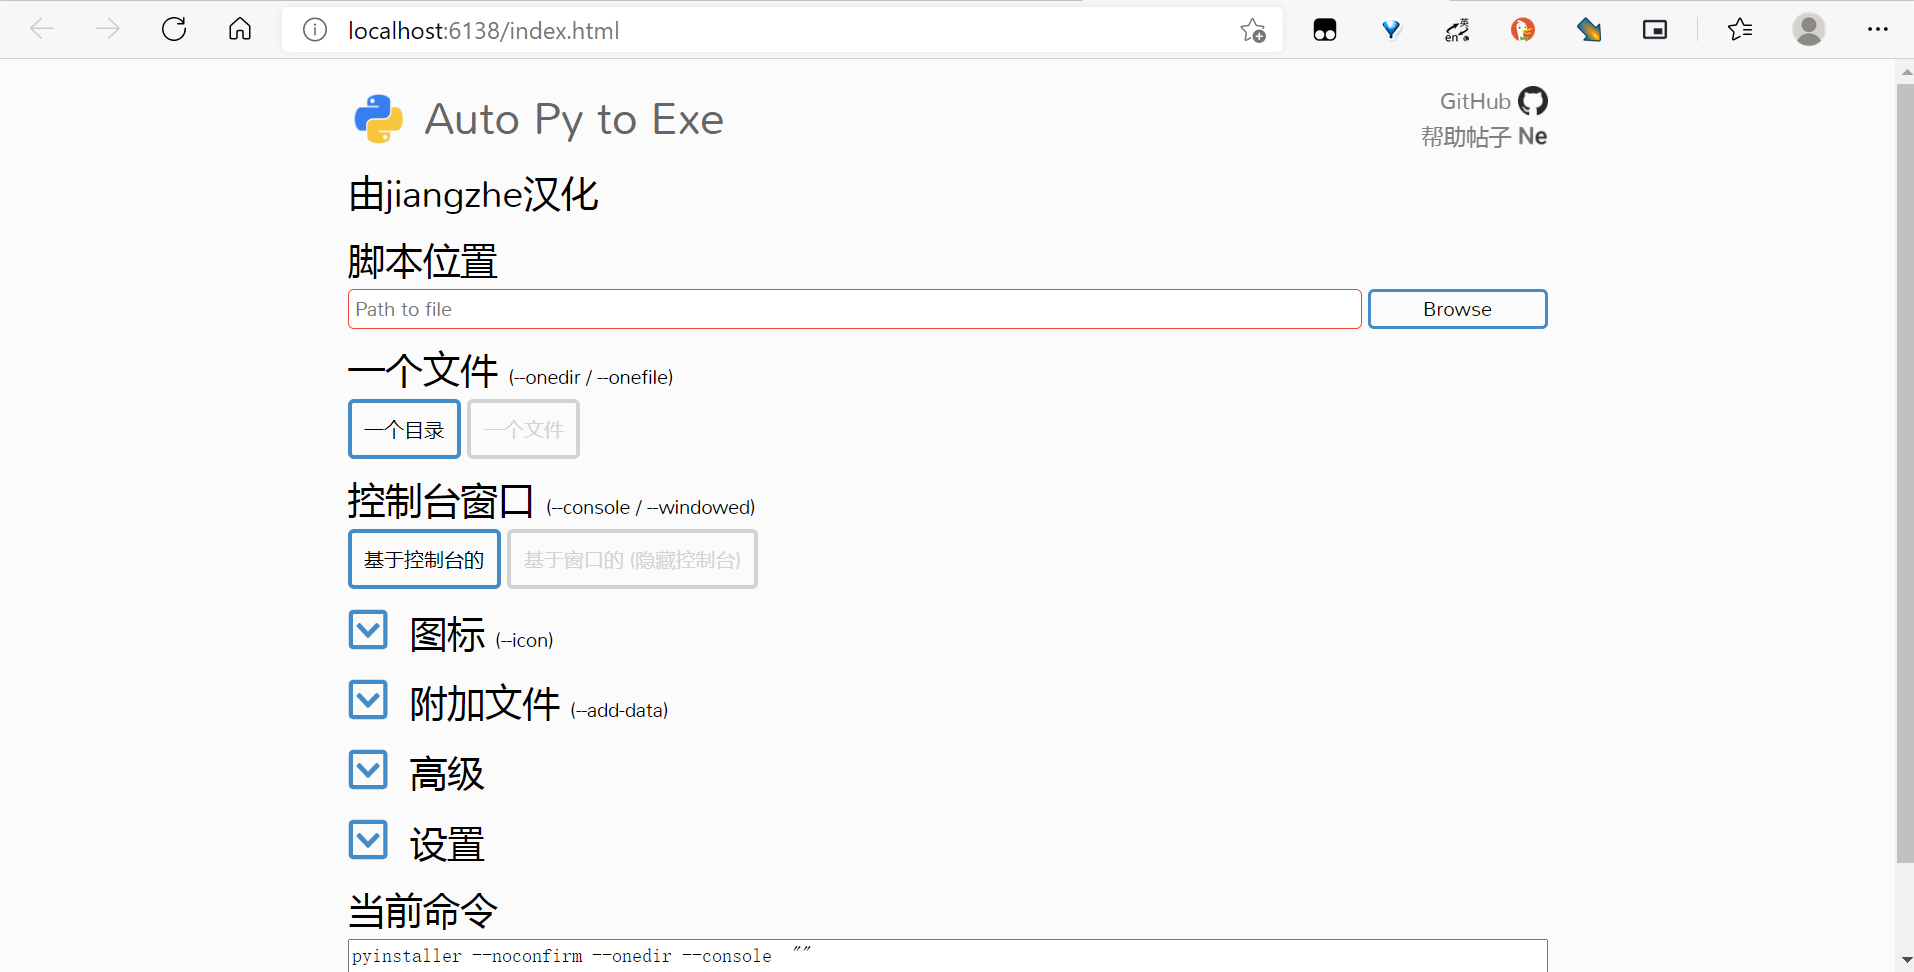 localhost:6138/index.html
英
en
Auto Py to Exe
GitHub
帮助帖子 Ne
由jiangzhe汉化
脚本位置
Path to file
Browse
一个文件 (--onedir / --onefile)
一个目录
一个文件
控制台窗口 (--console / --windowed)
基于控制台的
基于窗口的 (隐藏控制台)
图标 (--icon)
附加文件 (--add-data)
高级
设置
当前命令
pyinstaller --noconfirm --onedir --console  ""